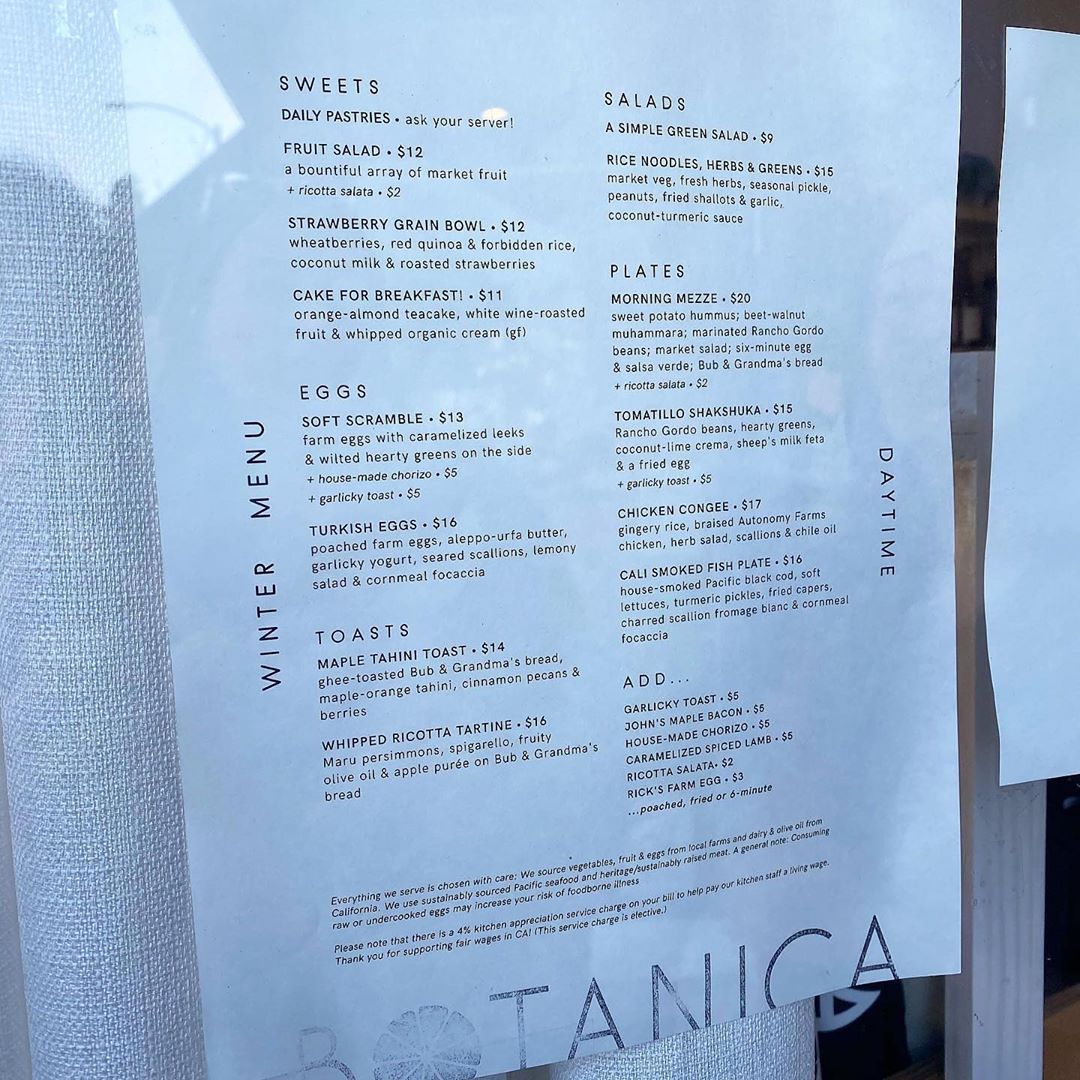 WINTER MENU
SWEETS
DAILY PASTRIES • ask your server!
FRUIT SALAD • $12
a bountiful array of market fruit
+ ricotta salata • $2
STRAWBERRY GRAIN BOWL • $12
wheatberries, red quinoa & forbidden rice,
coconut milk & roasted strawberries
CAKE FOR BREAKFAST! • $11
orange-almond teacake, white wine-roasted
fruit & whipped organic cream (gf)
EGGS
SOFT SCRAMBLE • $13
farm eggs with caramelized leeks
& wilted hearty greens on the side
+ house-made chorizo • $5
+ garlicky toast • $5
TURKISH EGGS • $16
poached farm eggs, aleppo-urfa butter,
garlicky yogurt, seared scallions, lemony
salad & cornmeal focaccia
TOASTS
MAPLE TAHINI TOAST • $14
ghee-toasted Bub & Grandma's bread,
maple-orange tahini, cinnamon pecans &
berries
WHIPPED RICOTTA TARTINE • $16
Maru persimmons, spigarello, fruity
olive oil & apple purée on Bub & Grandma's
bread
SALADS
A SIMPLE GREEN SALAD • $9
RICE NOODLES, HERBS & GREENS • $15
market veg, fresh herbs, seasonal pickle,
peanuts, fried shallots & garlic,
coconut-turmeric sauce
PLATES
MORNING MEZZE • $20
sweet potato hummus; beet-walnut
muhammara; marinated Rancho Gordo
beans; market salad; six-minute egg
& salsa verde; Bub & Grandma's bread
+ ricotta salata • $2
TOMATILLO SHAKSHUKA • $15
Rancho Gordo beans, hearty greens,
coconut-lime crema, sheep's milk feta
& a fried egg
+ garlicky toast • $5
CHICKEN CONGEE • $17
gingery rice, braised Autonomy Farms
chicken, herb salad, scallions & chile oil
CALI SMOKED FISH PLATE • $16
house-smoked Pacific black cod, soft
lettuces, turmeric pickles, fried capers,
charred scallion fromage blanc & cornmeal
focaccia
ADD...
GARLICKY TOAST • $5
JOHN'S MAPLE BACON • $5
HOUSE-MADE CHORIZO • $5
CARAMELIZED SPICED LAMB • $5
RICOTTA SALATA• $2
RICK'S FARM EGG • $3
...poached, fried or 6-minute
DAYTIME
Everything we serve is chosen with care: We source vegetables, fruit & eggs from local farms and dairy & olive oil from
California. We use sustainably sourced Pacific seafood and heritage/sustainably raised meat. A general note: Consuming
raw or undercooked eggs may increase your risk of foodborne illness
Please note that there is a 4% kitchen appreciation service charge on your bill to help pay our kitchen staff a living wage.
Thank you for supporting fair wages in CA! (This service charge is elective.)
BOTANICA